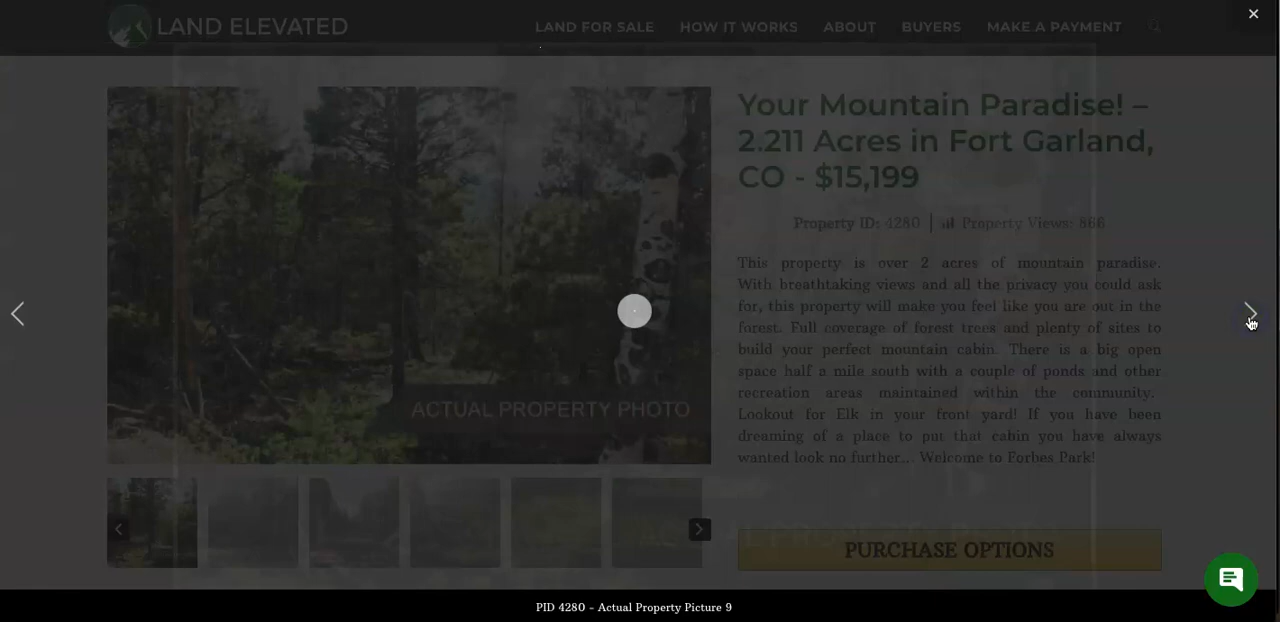 LAND ELEVATED
LAND FOR SALE HOW IT WORKS ABOUT BUYERS MAKE A PAYMENT
Your Mountain Paradise! –
2.211 Acres in Fort Garland,
CO - $15,199
Property ID: 4280 | Property Views: 866
This property is over 2 acres of mountain paradise.
With breathtaking views and all the privacy you could ask
for, this property will make you feel like you are out in the
forest. Full coverage of forest trees and plenty of sites to
build your perfect mountain cabin. There is a big open
space half a mile south with a couple of ponds and other
recreation areas maintained within the community.
Lookout for Elk in your front yard! If you have been
dreaming of a place to put that cabin you have always
wanted look no further... Welcome to Forbes Park!
ACTUAL PROPERTY PHOTO
PURCHASE OPTIONS
PID 4280 - Actual Property Picture 9